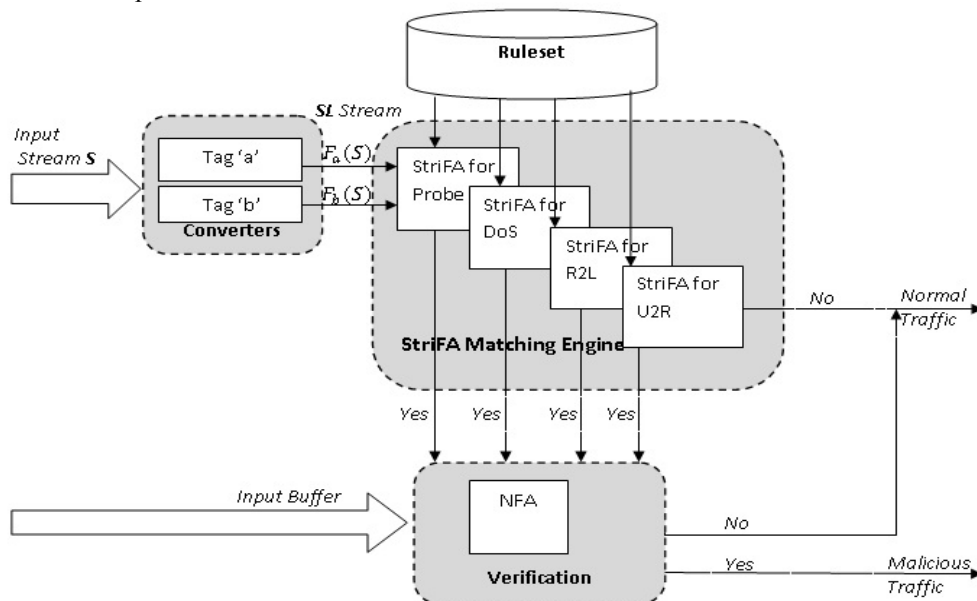 Ruleset
SL Stream
Input
Stream S
Tag 'a'
Tag 'b'
Converters
Fa(S)
Fb(S)
StriFA for
Probe
StriFA for
DoS
StriFA for
R2L
StriFA for
U2R
StriFA Matching Engine
No
Normal
Traffic
Yes
Yes
Yes
Yes
Input Buffer
NFA
Verification
No
Yes
Malicious
Traffic